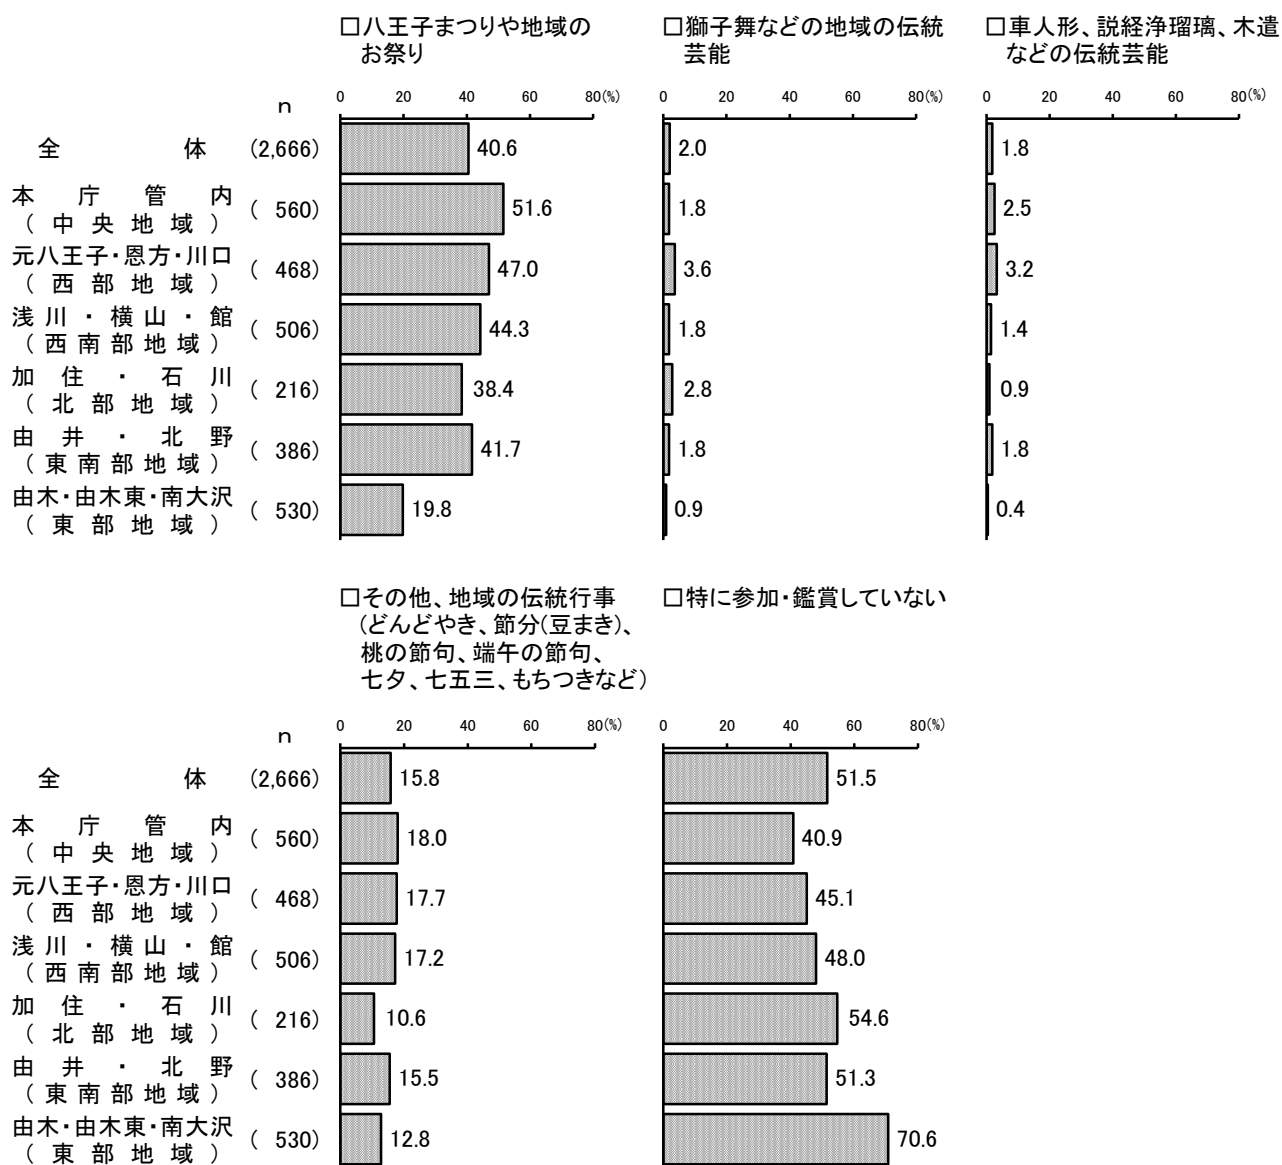 □八王子まつりや地域の
お祭り
□獅子舞などの地域の伝統
芸能
□車人形、説経浄瑠璃、木遣
などの伝統芸能
n
0 20 40 60 80(%)
0 20 40 60 80(%)
0 20 40 60 80(%)
全体 (2,666) 40.6 2.0 1.8
本庁管内
(中央地域) ( 560) 51.6 1.8 2.5
元八王子・恩方・川口
(西部地域) ( 468) 47.0 3.6 3.2
浅川・横山・館
(西南部地域) ( 506) 44.3 1.8 1.4
加住・石川
(北部地域) ( 216) 38.4 2.8 0.9
由井・北野
(東南部地域) ( 386) 41.7 1.8 1.8
由木・由木東・南大沢
(東部地域) ( 530) 19.8 0.9 0.4
□その他、地域の伝統行事
(どんどやき、節分(豆まき)、
桃の節句、端午の節句、
七夕、七五三、もちつきなど)
□特に参加・鑑賞していない
n
0 20 40 60 80(%)
0 20 40 60 80(%)
全体 (2,666) 15.8 51.5
本庁管内
(中央地域) ( 560) 18.0 40.9
元八王子・恩方・川口
(西部地域) ( 468) 17.7 45.1
浅川・横山・館
(西南部地域) ( 506) 17.2 48.0
加住・石川
(北部地域) ( 216) 10.6 54.6
由井・北野
(東南部地域) ( 386) 15.5 51.3
由木・由木東・南大沢
(東部地域) ( 530) 12.8 70.6